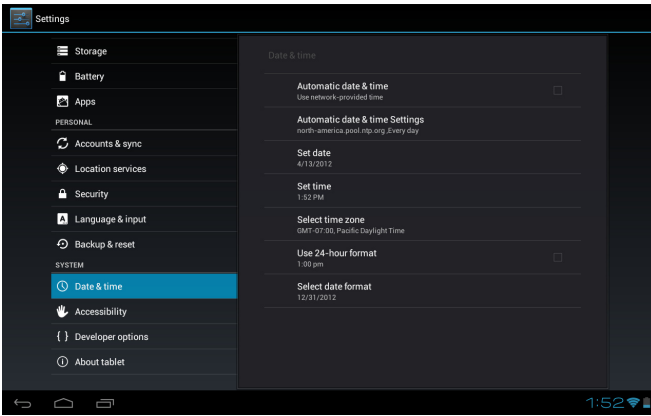 Settings
Storage
Battery
Apps
PERSONAL
Accounts & sync
Location services
Security
Language & input
Backup & reset
SYSTEM
Date & time
Accessibility
Developer options
About tablet
Date & time
Automatic date & time
Use network-provided time
Automatic date & time Settings
north-america.pool.ntp.org ,Every day
Set date
4/13/2012
Set time
1:52 PM
Select time zone
GMT-07:00, Pacific Daylight Time
Use 24-hour format
1:00 pm
Select date format
12/31/2012
1:52